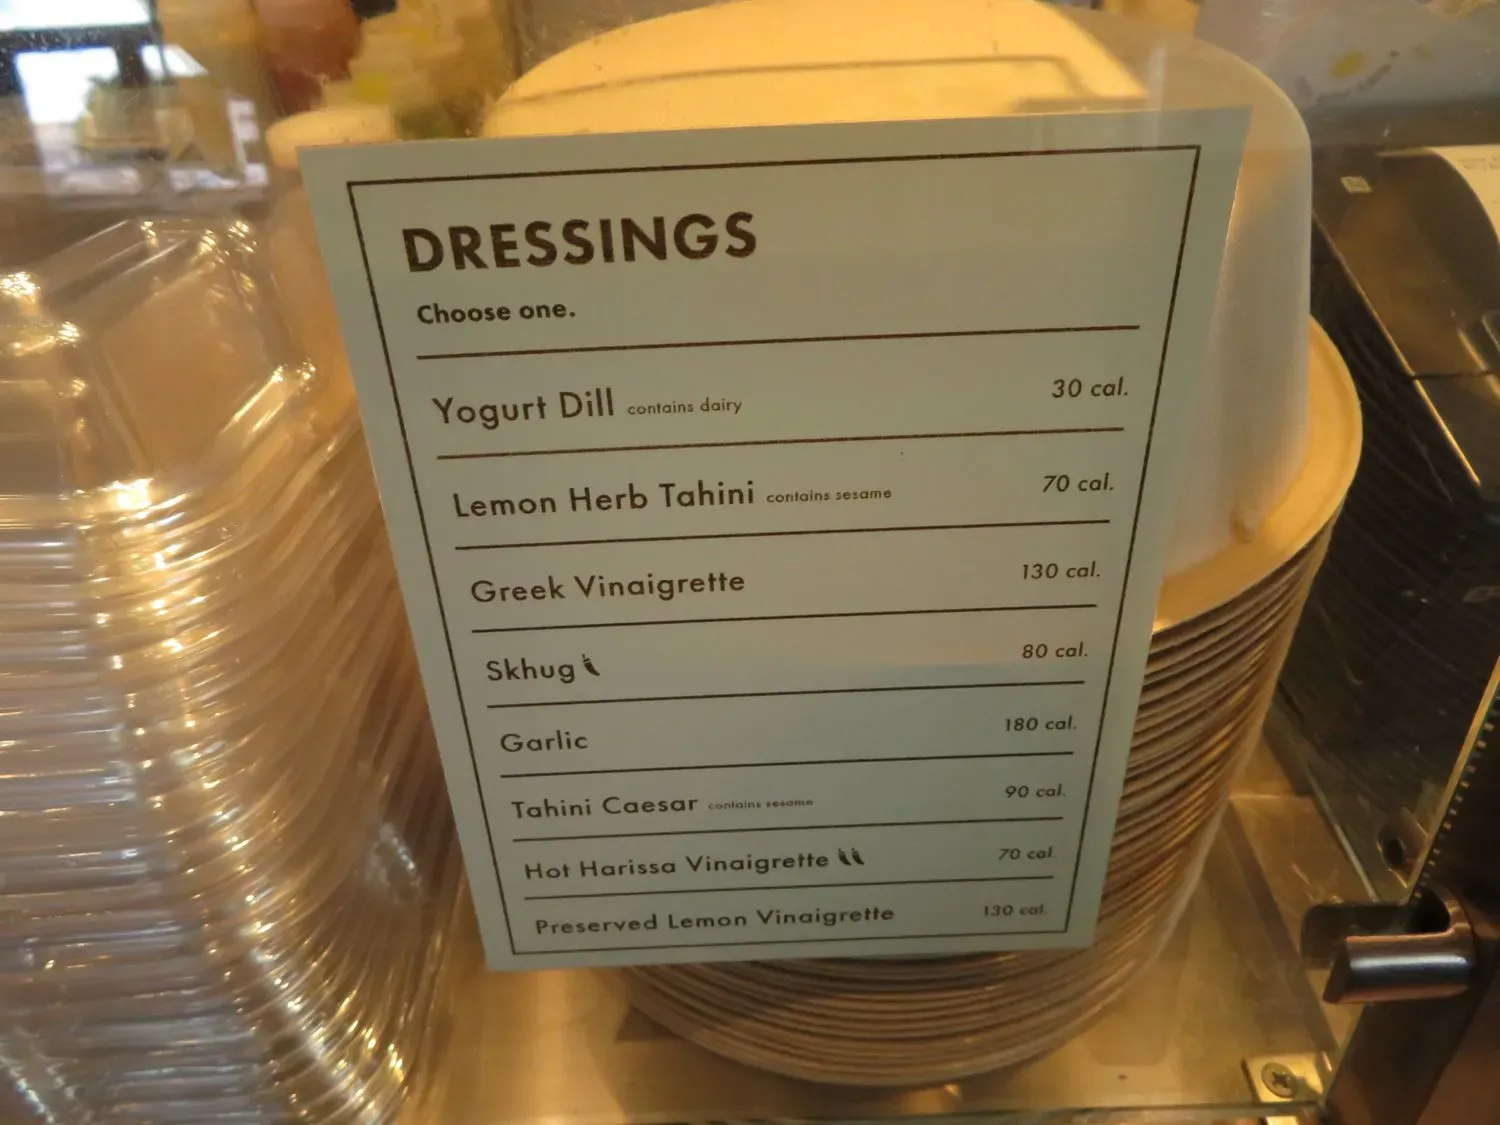 DRESSINGS
Choose one.
Yogurt Dill contains dairy 30 cal.
Lemon Herb Tahini contains sesame 70 cal.
Greek Vinaigrette 130 cal.
Skhug 80 cal.
Garlic 180 cal.
Tahini Caesar contains sesame 90 cal.
Hot Harissa Vinaigrette 70 cal.
Preserved Lemon Vinaigrette 130 cal.